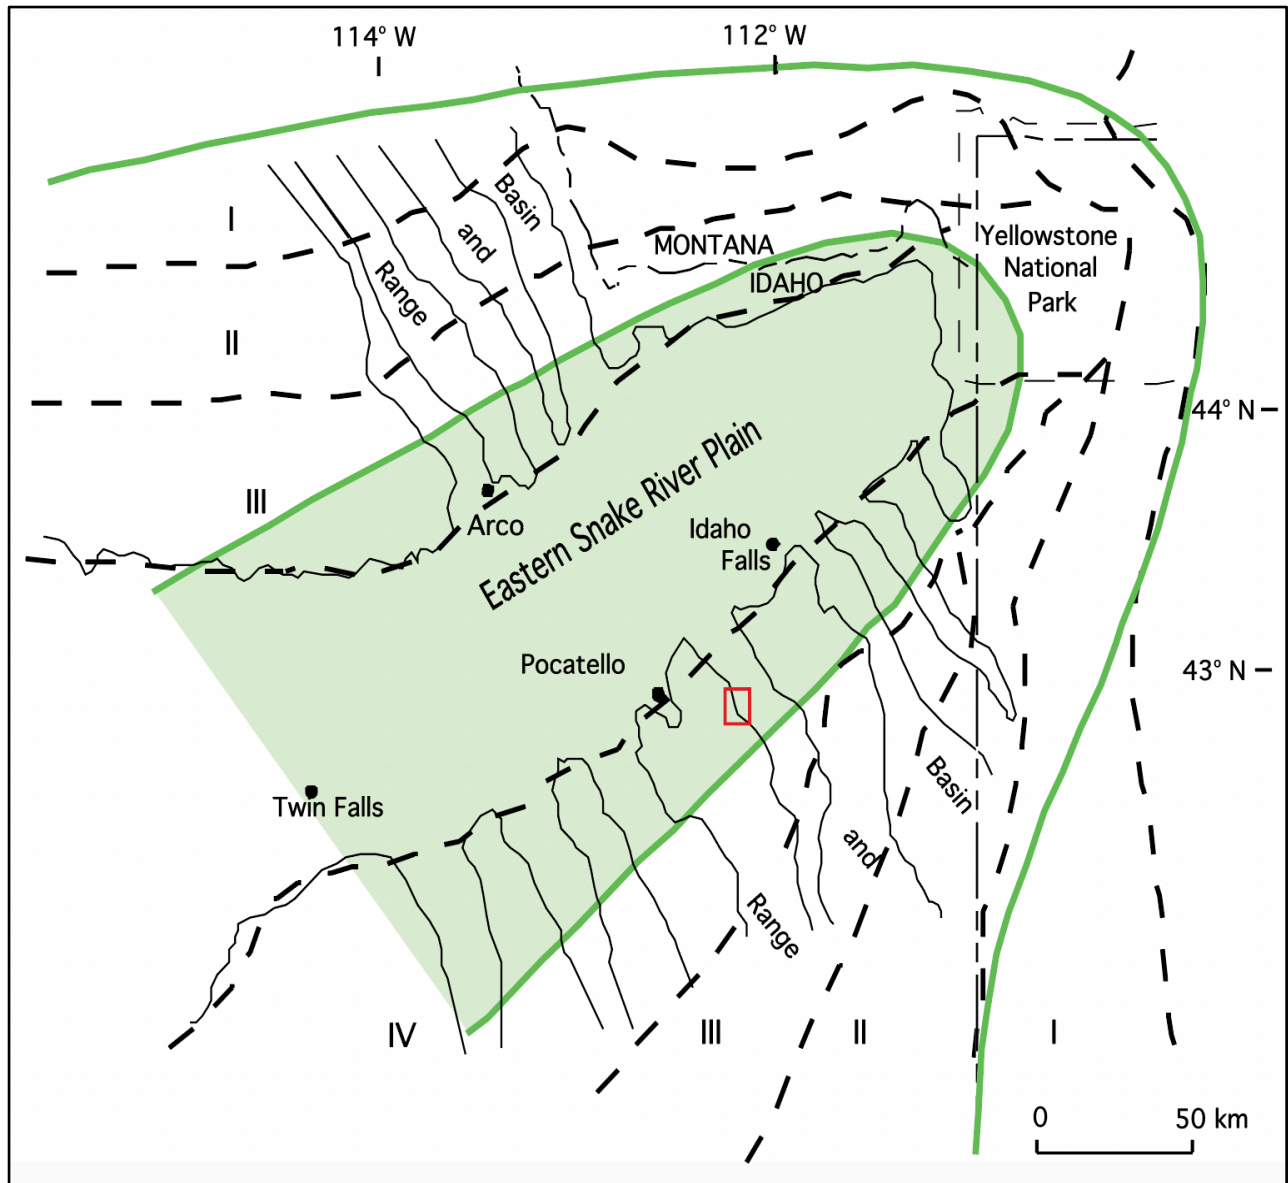 114° W
112° W
I
Basin
and
Range
MONTANA
IDAHO
Yellowstone
National
Park
II
44° N
III
Arco
Eastern Snake River Plain
Idaho
Falls
Pocatello
43° N
Twin Falls
Basin
and
Range
IV
III
II
I
0
50 km